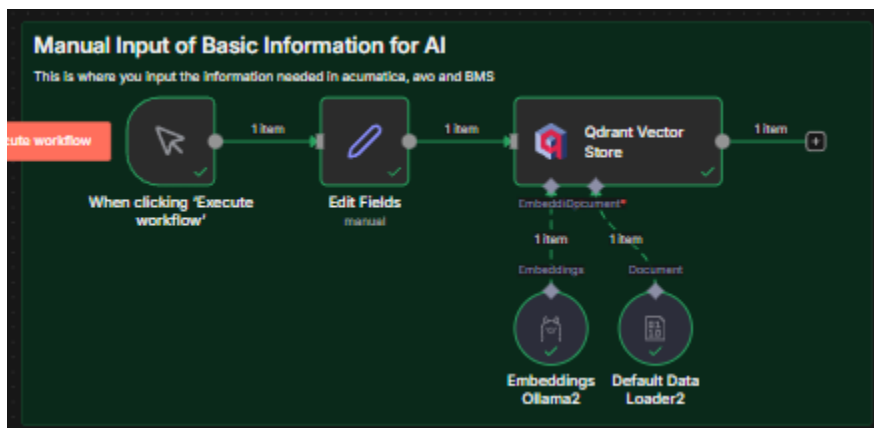 Manual Input of Basic Information for AI
This is where you input the information needed in acumatica, avo and BMS
cute workflow
1 item
1 item
Qdrant Vector
Store
1 item
When clicking 'Execute
workflow'
Edit Fields
manual
Embeddi
Document*
1 item
1 item
Embeddings
Document
Embeddings
Ollama2
Default Data
Loader2